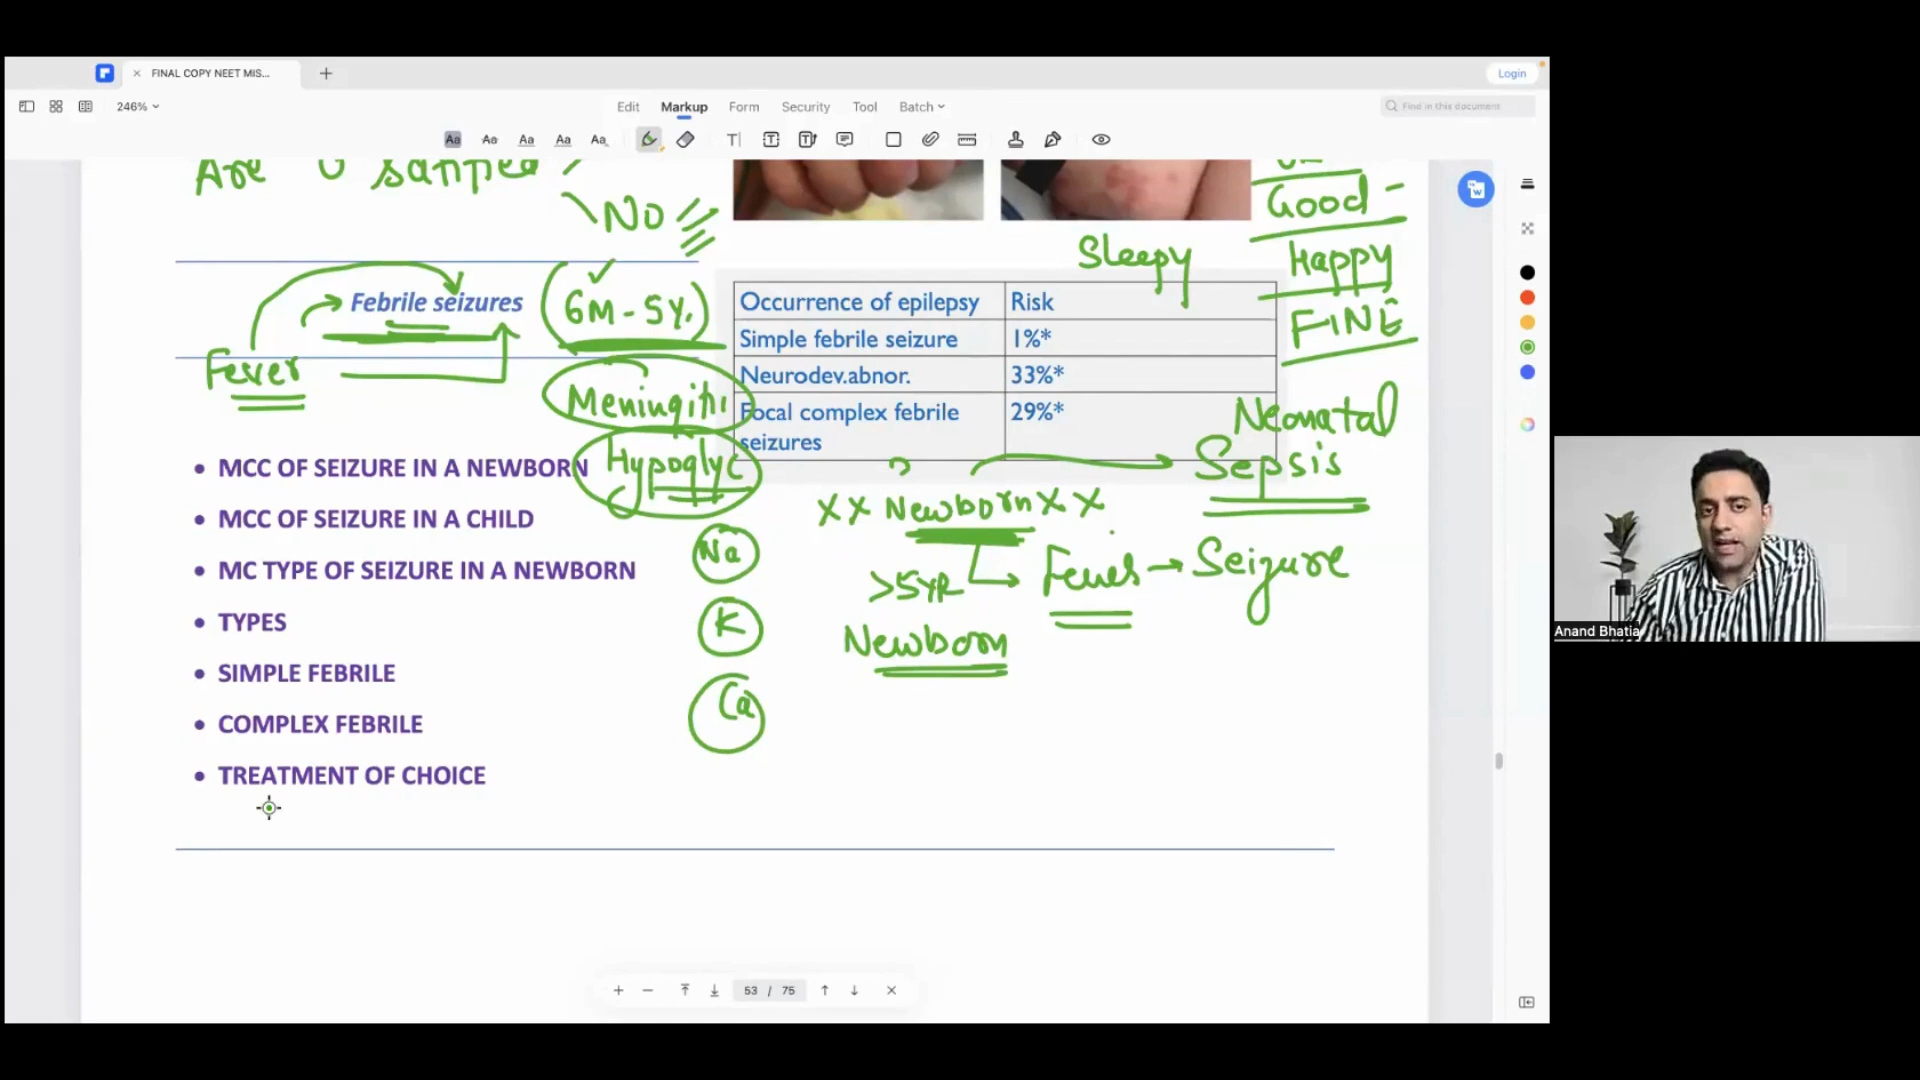 FINAL COPY NEET MIS...
Login
246%
Edit Markup Form Security Tool Batch
Find in this document
Are U
No
Good -
Happy
FINE
Sleepy
Febrile seizures
6M - 5Y.
Fever
Occurrence of epilepsy Risk
Simple febrile seizure 1%*
Neurodev.abnor. 33%*
Focal complex febrile seizures 29%*
Meningiti
Hypoglyc
Na
K
Ca
Neonatal
Sepsis
XX Newborn XX
>5YR
Fever → Seizure
Newborn
• MCC OF SEIZURE IN A NEWBORN
• MCC OF SEIZURE IN A CHILD
• MC TYPE OF SEIZURE IN A NEWBORN
• TYPES
• SIMPLE FEBRILE
• COMPLEX FEBRILE
• TREATMENT OF CHOICE
53 / 75
Anand Bhatia